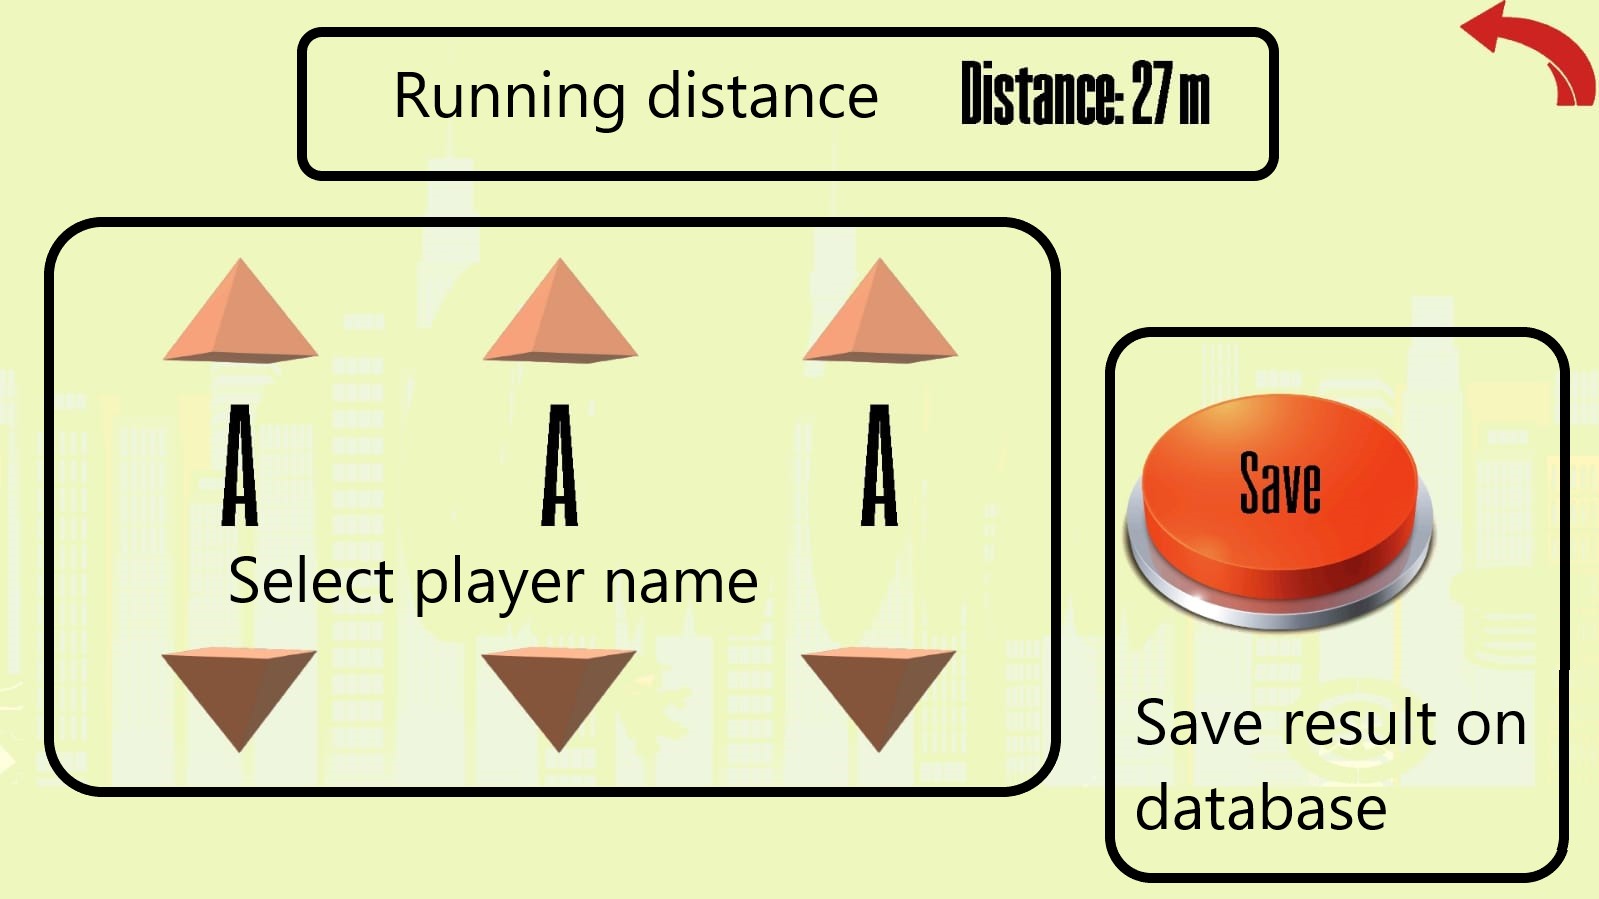 Running distance Distance: 27 m
A A A
Save
Select player name
Save result on
database